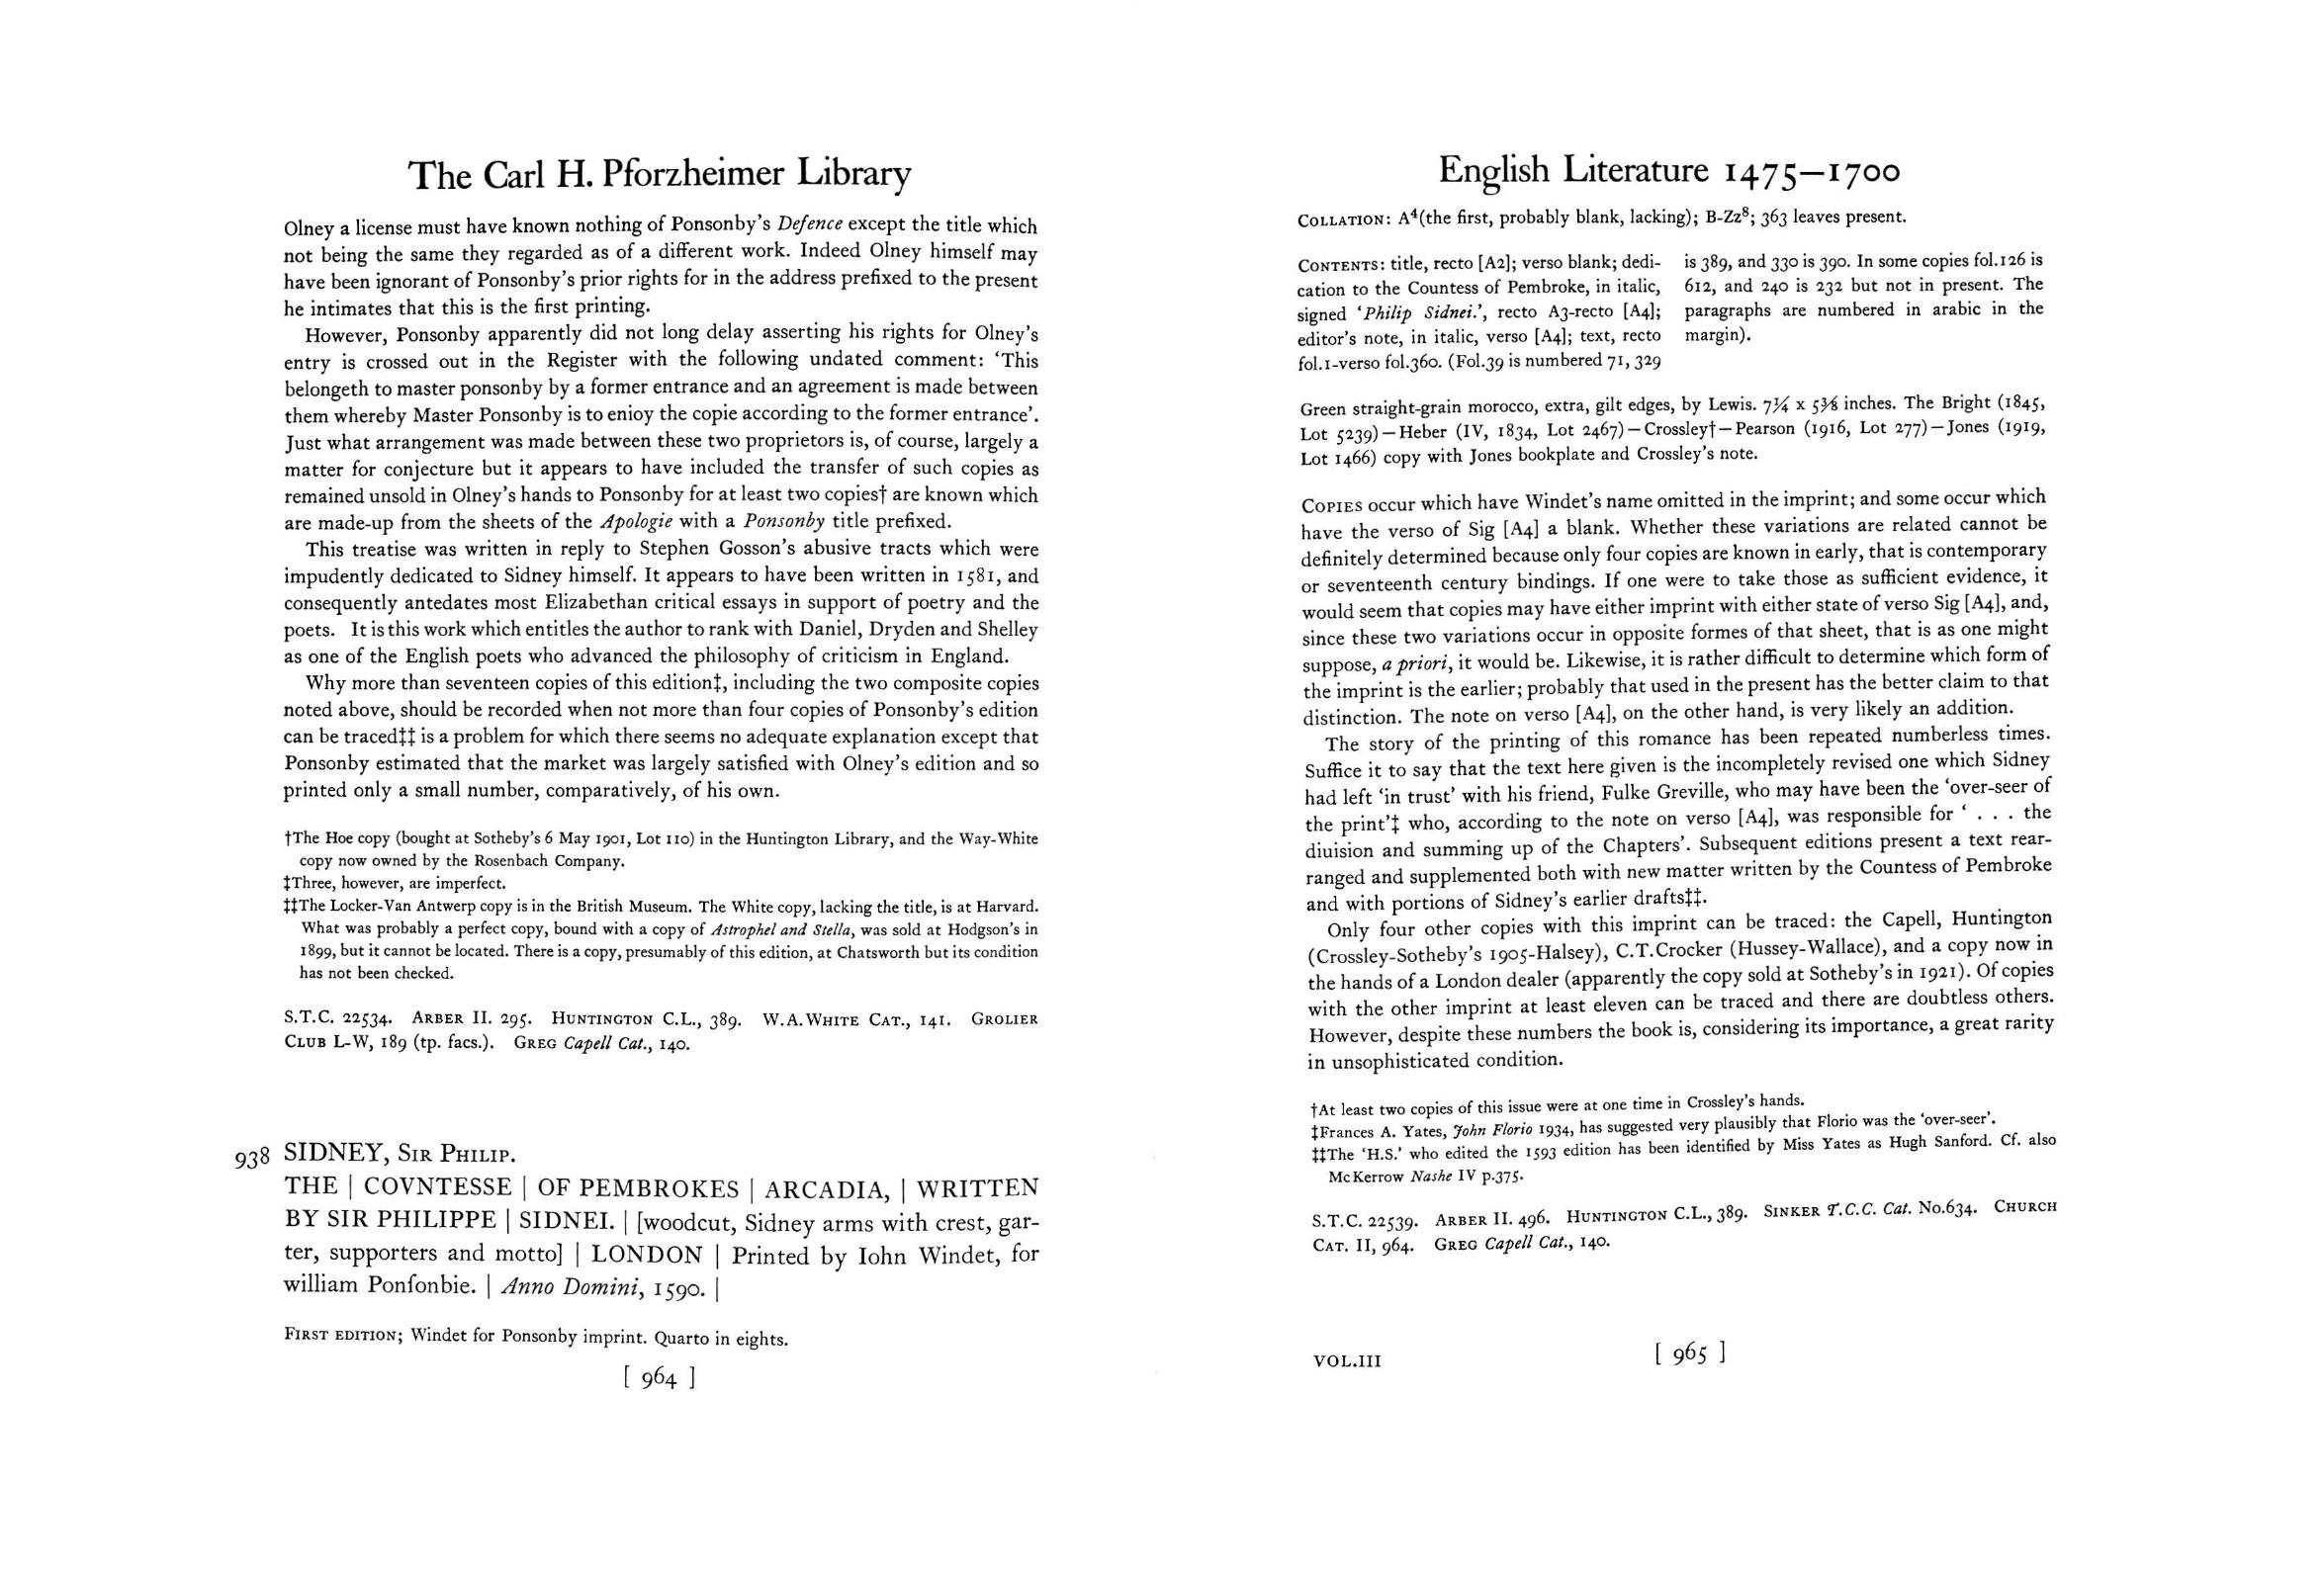 The Carl H. Pforzheimer Library
Olney a license must have known nothing of Ponsonby's Defence except the title which
not being the same they regarded as of a different work. Indeed Olney himself may
have been ignorant of Ponsonby's prior rights for in the address prefixed to the present
he intimates that this is the first printing.
However, Ponsonby apparently did not long delay asserting his rights for Olney's
entry is crossed out in the Register with the following undated comment: 'This
belongeth to master ponsonby by a former entrance and an agreement is made between
them whereby Master Ponsonby is to enioy the copie according to the former entrance'.
Just what arrangement was made between these two proprietors is, of course, largely a
matter for conjecture but it appears to have included the transfer of such copies as
remained unsold in Olney's hands to Ponsonby for at least two copies† are known which
are made-up from the sheets of the Apologie with a Ponsonby title prefixed.
This treatise was written in reply to Stephen Gosson's abusive tracts which were
impudently dedicated to Sidney himself. It appears to have been written in 1581, and
consequently antedates most Elizabethan critical essays in support of poetry and the
poets. It is this work which entitles the author to rank with Daniel, Dryden and Shelley
as one of the English poets who advanced the philosophy of criticism in England.
Why more than seventeen copies of this edition‡, including the two composite copies
noted above, should be recorded when not more than four copies of Ponsonby's edition
can be traced‡‡ is a problem for which there seems no adequate explanation except that
Ponsonby estimated that the market was largely satisfied with Olney's edition and so
printed only a small number, comparatively, of his own.
†The Hoe copy (bought at Sotheby's 6 May 1901, Lot 110) in the Huntington Library, and the Way-White
copy now owned by the Rosenbach Company.
‡Three, however, are imperfect.
‡‡The Locker-Van Antwerp copy is in the British Museum. The White copy, lacking the title, is at Harvard.
What was probably a perfect copy, bound with a copy of Astrophel and Stella, was sold at Hodgson's in
1899, but it cannot be located. There is a copy, presumably of this edition, at Chatsworth but its condition
has not been checked.
S.T.C. 22534. ARBER II. 295. HUNTINGTON C.L., 389. W.A.WHITE CAT., 141. GROLIER
CLUB L-W, 189 (tp. facs.). GREG Capell Cat., 140.
938 SIDNEY, SIR PHILIP.
THE | COVNTESSE | OF PEMBROKES | ARCADIA, | WRITTEN
BY SIR PHILIPPE | SIDNEI. | [woodcut, Sidney arms with crest, gar-
ter, supporters and motto] | LONDON | Printed by Iohn Windet, for
william Ponſonbie. | Anno Domini, 1590. |
FIRST EDITION; Windet for Ponsonby imprint. Quarto in eights.
[ 964 ]
English Literature 1475–1700
COLLATION: A⁴(the first, probably blank, lacking); B-Zz⁸; 363 leaves present.
CONTENTS: title, recto [A2]; verso blank; dedi-
cation to the Countess of Pembroke, in italic,
signed 'Philip Sidnei.', recto A3-recto [A4];
editor's note, in italic, verso [A4]; text, recto
fol.1-verso fol.360. (Fol.39 is numbered 71, 329
is 389, and 330 is 390. In some copies fol.126 is
612, and 240 is 232 but not in present. The
paragraphs are numbered in arabic in the
margin).
Green straight-grain morocco, extra, gilt edges, by Lewis. 7¼ x 5⅜ inches. The Bright (1845,
Lot 5239)—Heber (IV, 1834, Lot 2467)—Crossley†—Pearson (1916, Lot 277)—Jones (1919,
Lot 1466) copy with Jones bookplate and Crossley's note.
COPIES occur which have Windet's name omitted in the imprint; and some occur which
have the verso of Sig [A4] a blank. Whether these variations are related cannot be
definitely determined because only four copies are known in early, that is contemporary
or seventeenth century bindings. If one were to take those as sufficient evidence, it
would seem that copies may have either imprint with either state of verso Sig [A4], and,
since these two variations occur in opposite formes of that sheet, that is as one might
suppose, a priori, it would be. Likewise, it is rather difficult to determine which form of
the imprint is the earlier; probably that used in the present has the better claim to that
distinction. The note on verso [A4], on the other hand, is very likely an addition.
The story of the printing of this romance has been repeated numberless times.
Suffice it to say that the text here given is the incompletely revised one which Sidney
had left 'in trust' with his friend, Fulke Greville, who may have been the 'over-seer of
the print'‡ who, according to the note on verso [A4], was responsible for ' . . . the
diuision and summing up of the Chapters'. Subsequent editions present a text rear-
ranged and supplemented both with new matter written by the Countess of Pembroke
and with portions of Sidney's earlier drafts‡‡.
Only four other copies with this imprint can be traced: the Capell, Huntington
(Crossley-Sotheby's 1905-Halsey), C.T.Crocker (Hussey-Wallace), and a copy now in
the hands of a London dealer (apparently the copy sold at Sotheby's in 1921). Of copies
with the other imprint at least eleven can be traced and there are doubtless others.
However, despite these numbers the book is, considering its importance, a great rarity
in unsophisticated condition.
†At least two copies of this issue were at one time in Crossley's hands.
‡Frances A. Yates, John Florio 1934, has suggested very plausibly that Florio was the 'over-seer'.
‡‡The 'H.S.' who edited the 1593 edition has been identified by Miss Yates as Hugh Sanford. Cf. also
McKerrow Nashe IV p.375.
S.T.C. 22539. ARBER II. 496. HUNTINGTON C.L., 389. SINKER T.C.C. Cat. No.634. CHURCH
CAT. II, 964. GREG Capell Cat., 140.
VOL.III
[ 965 ]